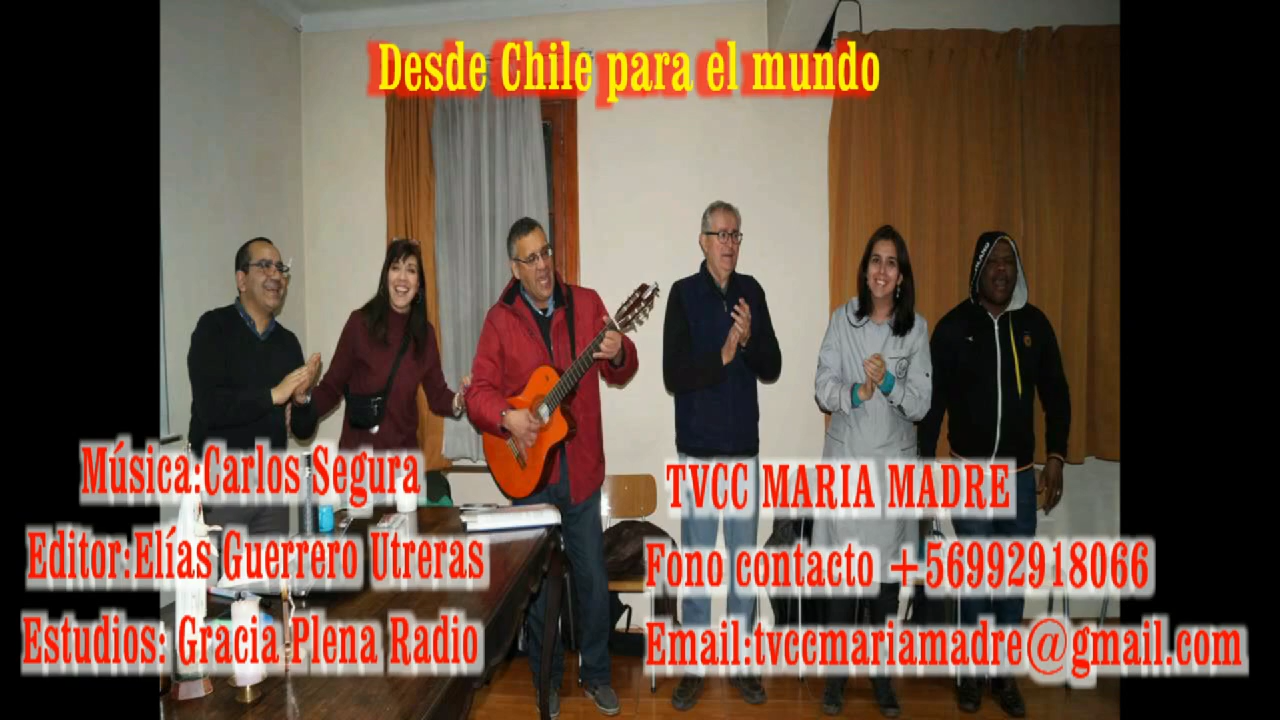 Desde Chile para el mundo
Música:Carlos Segura
Editor:Elías Guerrero Utreras
Estudios: Gracia Plena Radio
TVCC MARIA MADRE
Fono contacto +56992918066
Email:tvccmariamadre@gmail.com